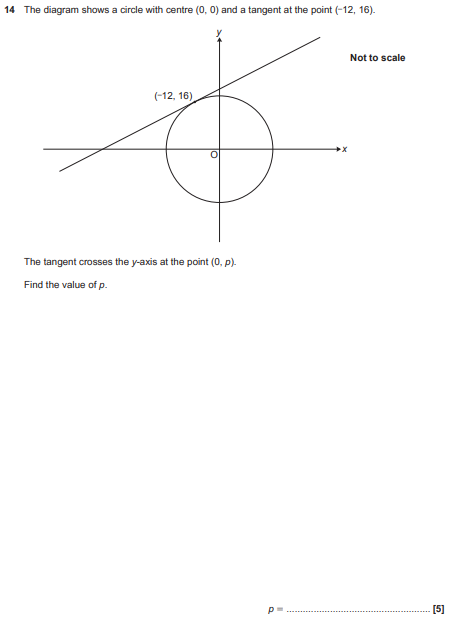 14 The diagram shows a circle with centre (0, 0) and a tangent at the point (−12, 16).
y
Not to scale
(−12, 16)
O
x
The tangent crosses the y-axis at the point (0, p).
Find the value of p.
p = ........................................................ [5]